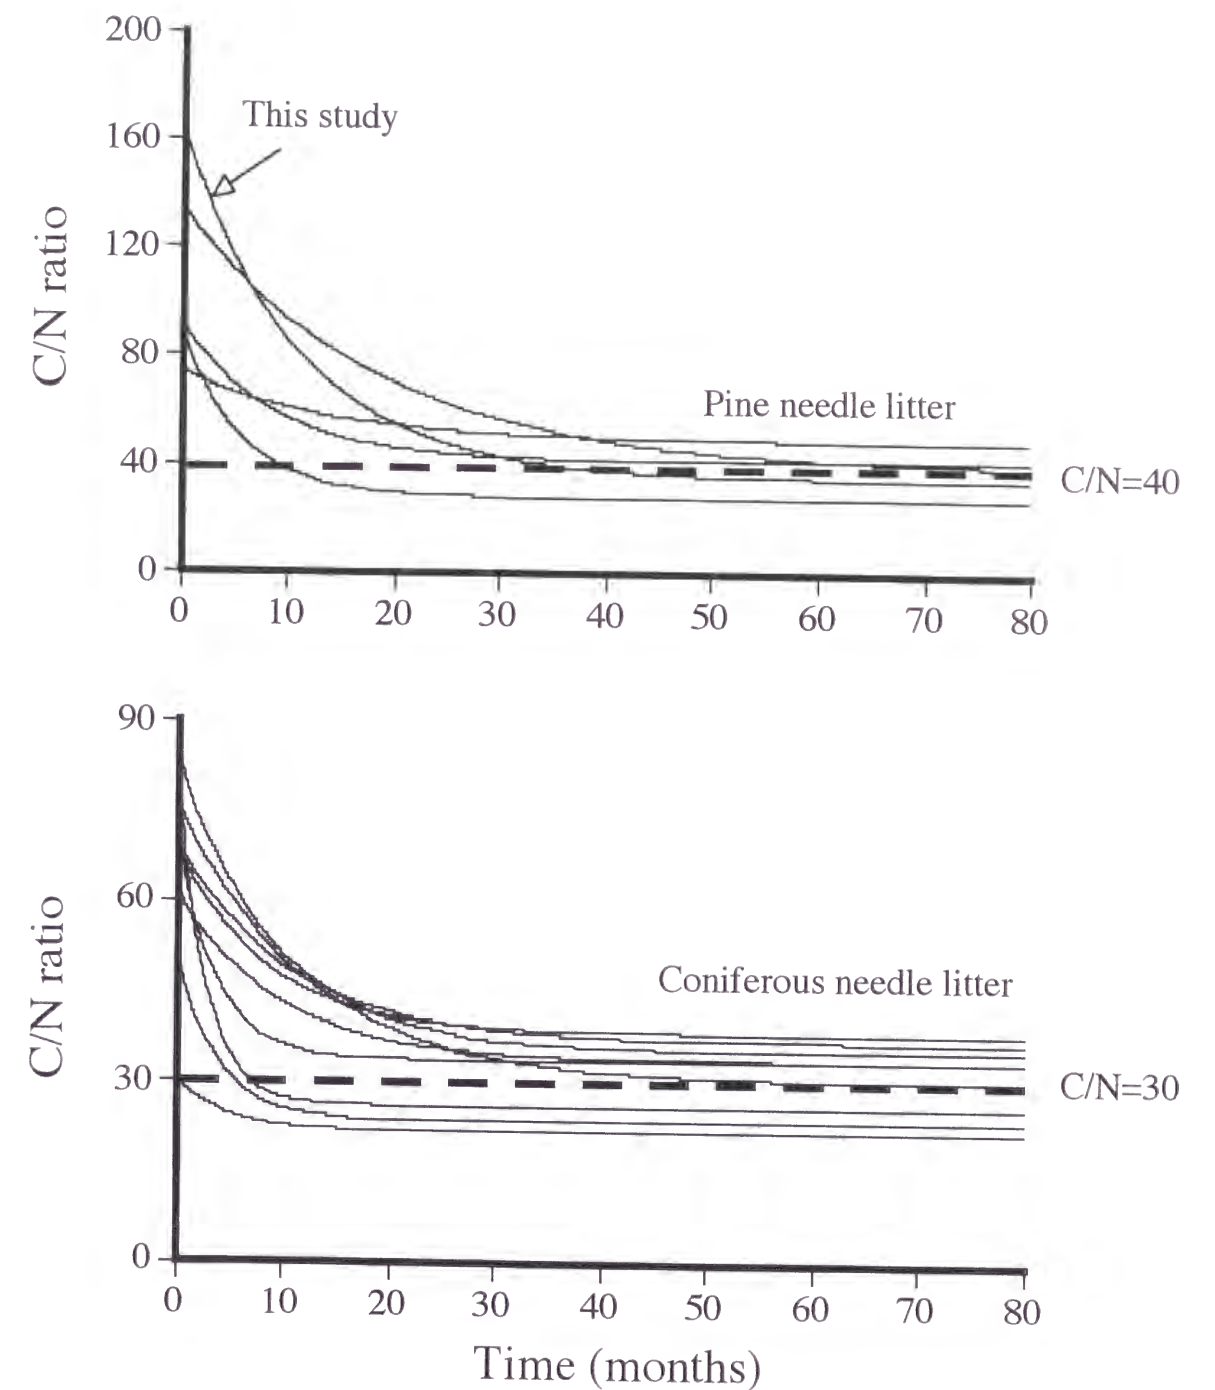 200
160
120
80
40
0
C/N ratio
This study
Pine needle litter
C/N=40
0 10 20 30 40 50 60 70 80
90
60
30
0
C/N ratio
Coniferous needle litter
C/N=30
0 10 20 30 40 50 60 70 80
Time (months)